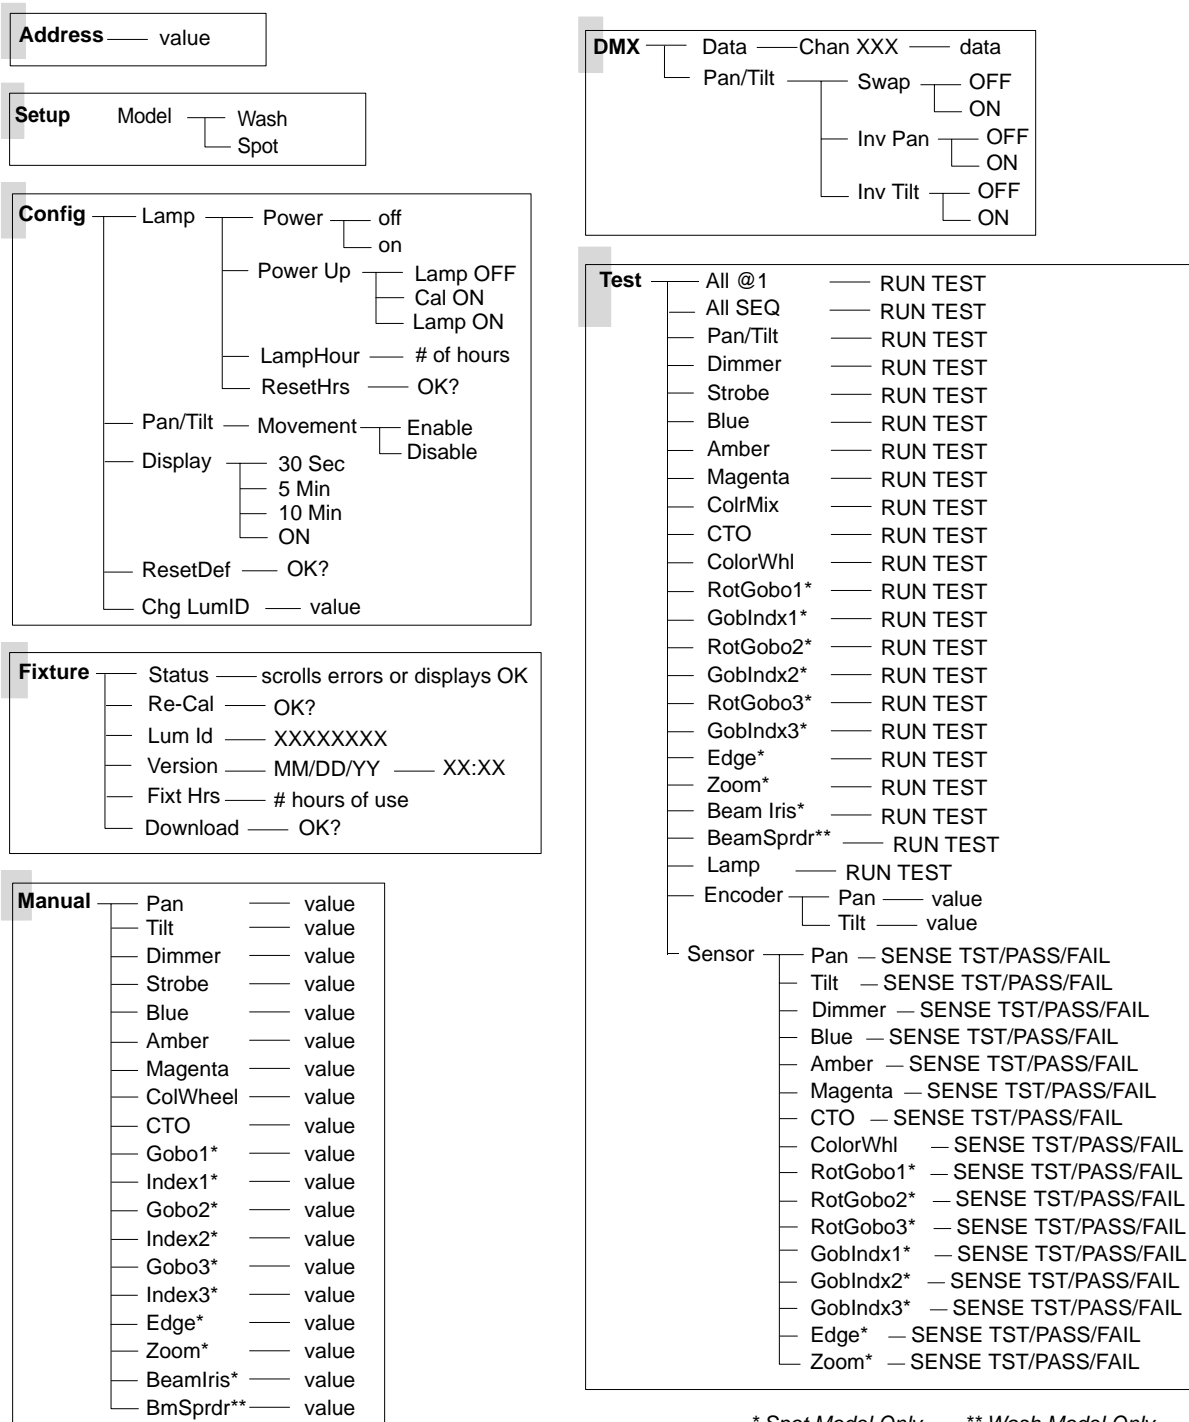 Address value
Setup Model Wash
Spot
Config Lamp Power off
on
Power Up Lamp OFF
Cal ON
Lamp ON
LampHour # of hours
ResetHrs OK?
Pan/Tilt Movement Enable
Disable
Display 30 Sec
5 Min
10 Min
ON
ResetDef OK?
Chg LumID value
Fixture Status scrolls errors or displays OK
Re-Cal OK?
Lum Id XXXXXXXX
Version MM/DD/YY XX:XX
Fixt Hrs # hours of use
Download OK?
Manual Pan value
Tilt value
Dimmer value
Strobe value
Blue value
Amber value
Magenta value
ColWheel value
CTO value
Gobo1* value
Index1* value
Gobo2* value
Index2* value
Gobo3* value
Index3* value
Edge* value
Zoom* value
BeamIris* value
BmSprdr** value
DMX Data Chan XXX data
Pan/Tilt Swap OFF
ON
Inv Pan OFF
ON
Inv Tilt OFF
ON
Test All @1 RUN TEST
All SEQ RUN TEST
Pan/Tilt RUN TEST
Dimmer RUN TEST
Strobe RUN TEST
Blue RUN TEST
Amber RUN TEST
Magenta RUN TEST
ColrMix RUN TEST
CTO RUN TEST
ColorWhl RUN TEST
RotGobo1* RUN TEST
GobIndx1* RUN TEST
RotGobo2* RUN TEST
GobIndx2* RUN TEST
RotGobo3* RUN TEST
GobIndx3* RUN TEST
Edge* RUN TEST
Zoom* RUN TEST
Beam Iris* RUN TEST
BeamSprdr** RUN TEST
Lamp RUN TEST
Encoder Pan value
Tilt value
Sensor Pan SENSE TST/PASS/FAIL
Tilt SENSE TST/PASS/FAIL
Dimmer SENSE TST/PASS/FAIL
Blue SENSE TST/PASS/FAIL
Amber SENSE TST/PASS/FAIL
Magenta SENSE TST/PASS/FAIL
CTO SENSE TST/PASS/FAIL
ColorWhl SENSE TST/PASS/FAIL
RotGobo1* SENSE TST/PASS/FAIL
RotGobo2* SENSE TST/PASS/FAIL
RotGobo3* SENSE TST/PASS/FAIL
GobIndx1* SENSE TST/PASS/FAIL
GobIndx2* SENSE TST/PASS/FAIL
GobIndx3* SENSE TST/PASS/FAIL
Edge* SENSE TST/PASS/FAIL
Zoom* SENSE TST/PASS/FAIL
* Spot Model Only ** Wash Model Only